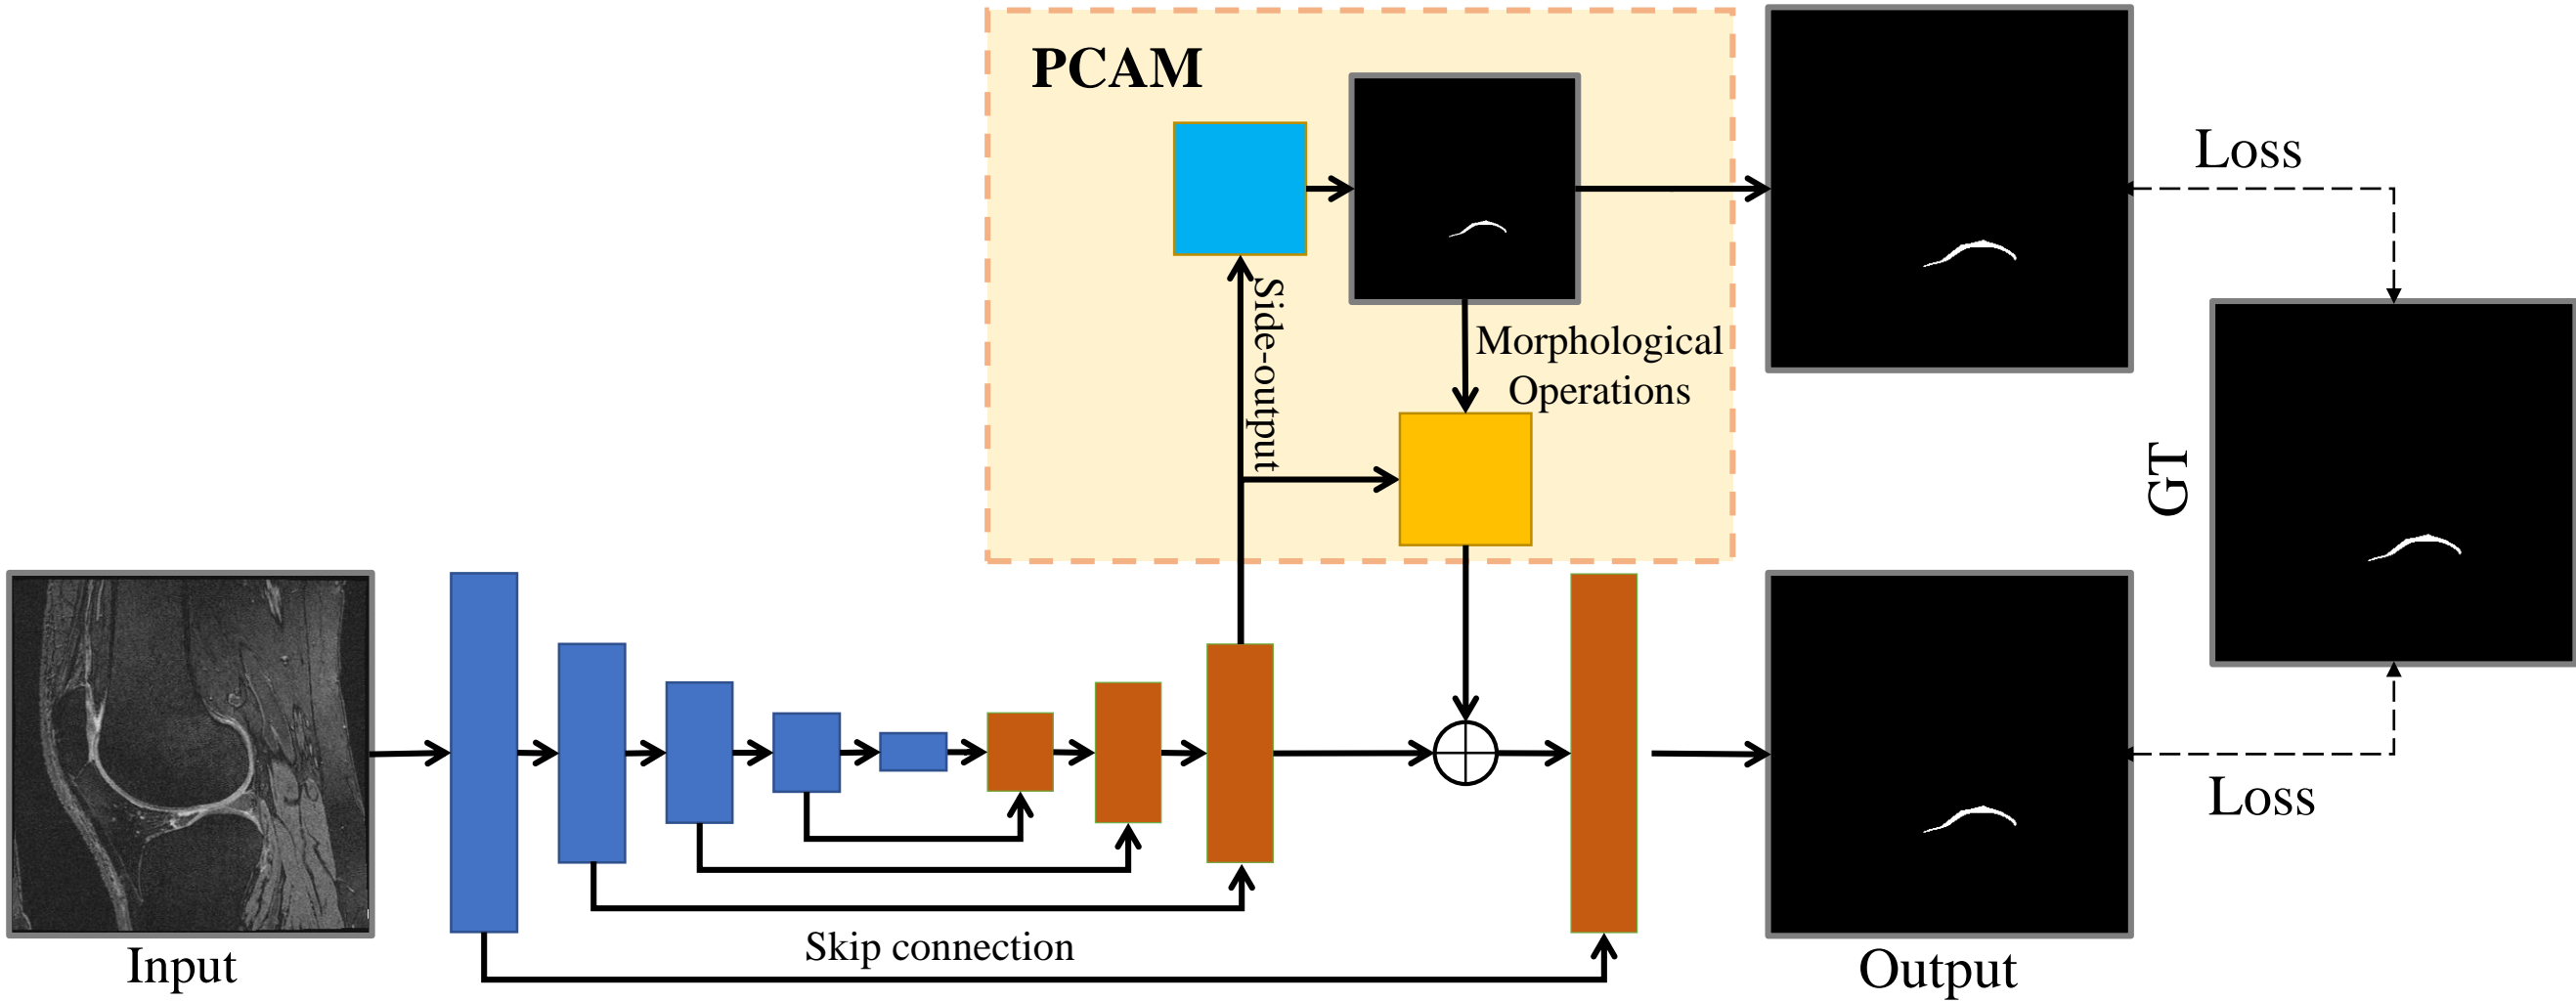 PCAM
Loss
Side-output
Morphological
Operations
GT
Loss
Skip connection
Input
Output